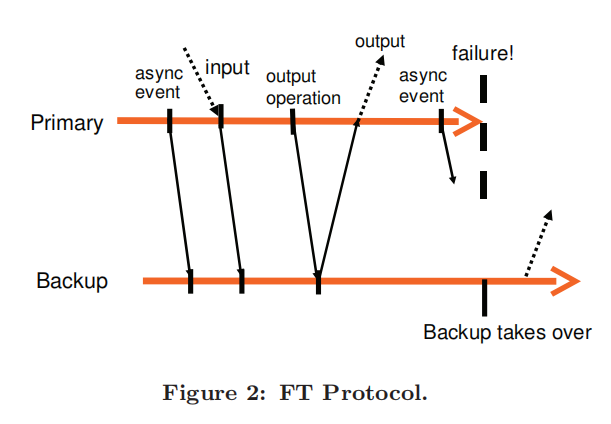 output
failure!
async
event
input
output
operation
async
event
Primary
Backup
Backup takes over
Figure 2: FT Protocol.